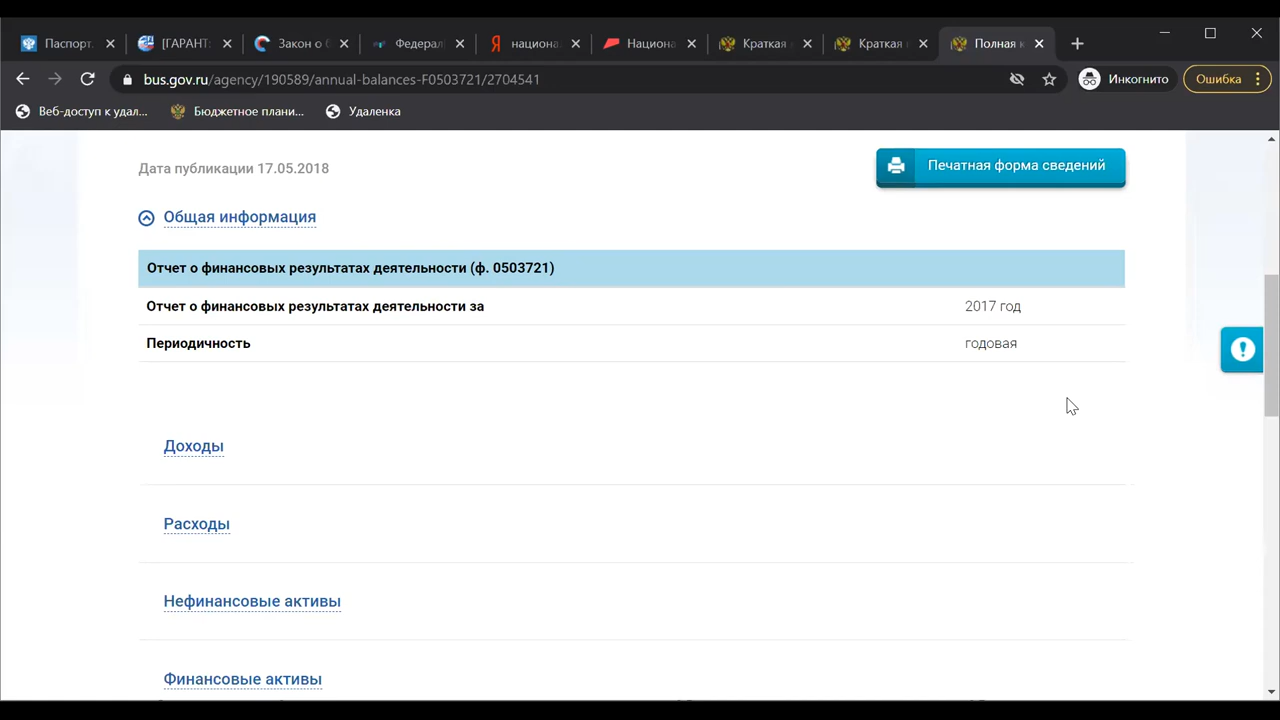 Паспорт.
[ГАРАНТ:
Закон о б
Федерал
национа.
Национа
Краткая и
Краткая г
Полная к
bus.gov.ru/agency/190589/annual-balances-F0503721/2704541
Инкогнито
Ошибка
Веб-доступ к удал...
Бюджетное плани...
Удаленка
Дата публикации 17.05.2018
Печатная форма сведений
Общая информация
Отчет о финансовых результатах деятельности (ф. 0503721)
Отчет о финансовых результатах деятельности за 2017 год
Периодичность годовая
Доходы
Расходы
Нефинансовые активы
Финансовые активы